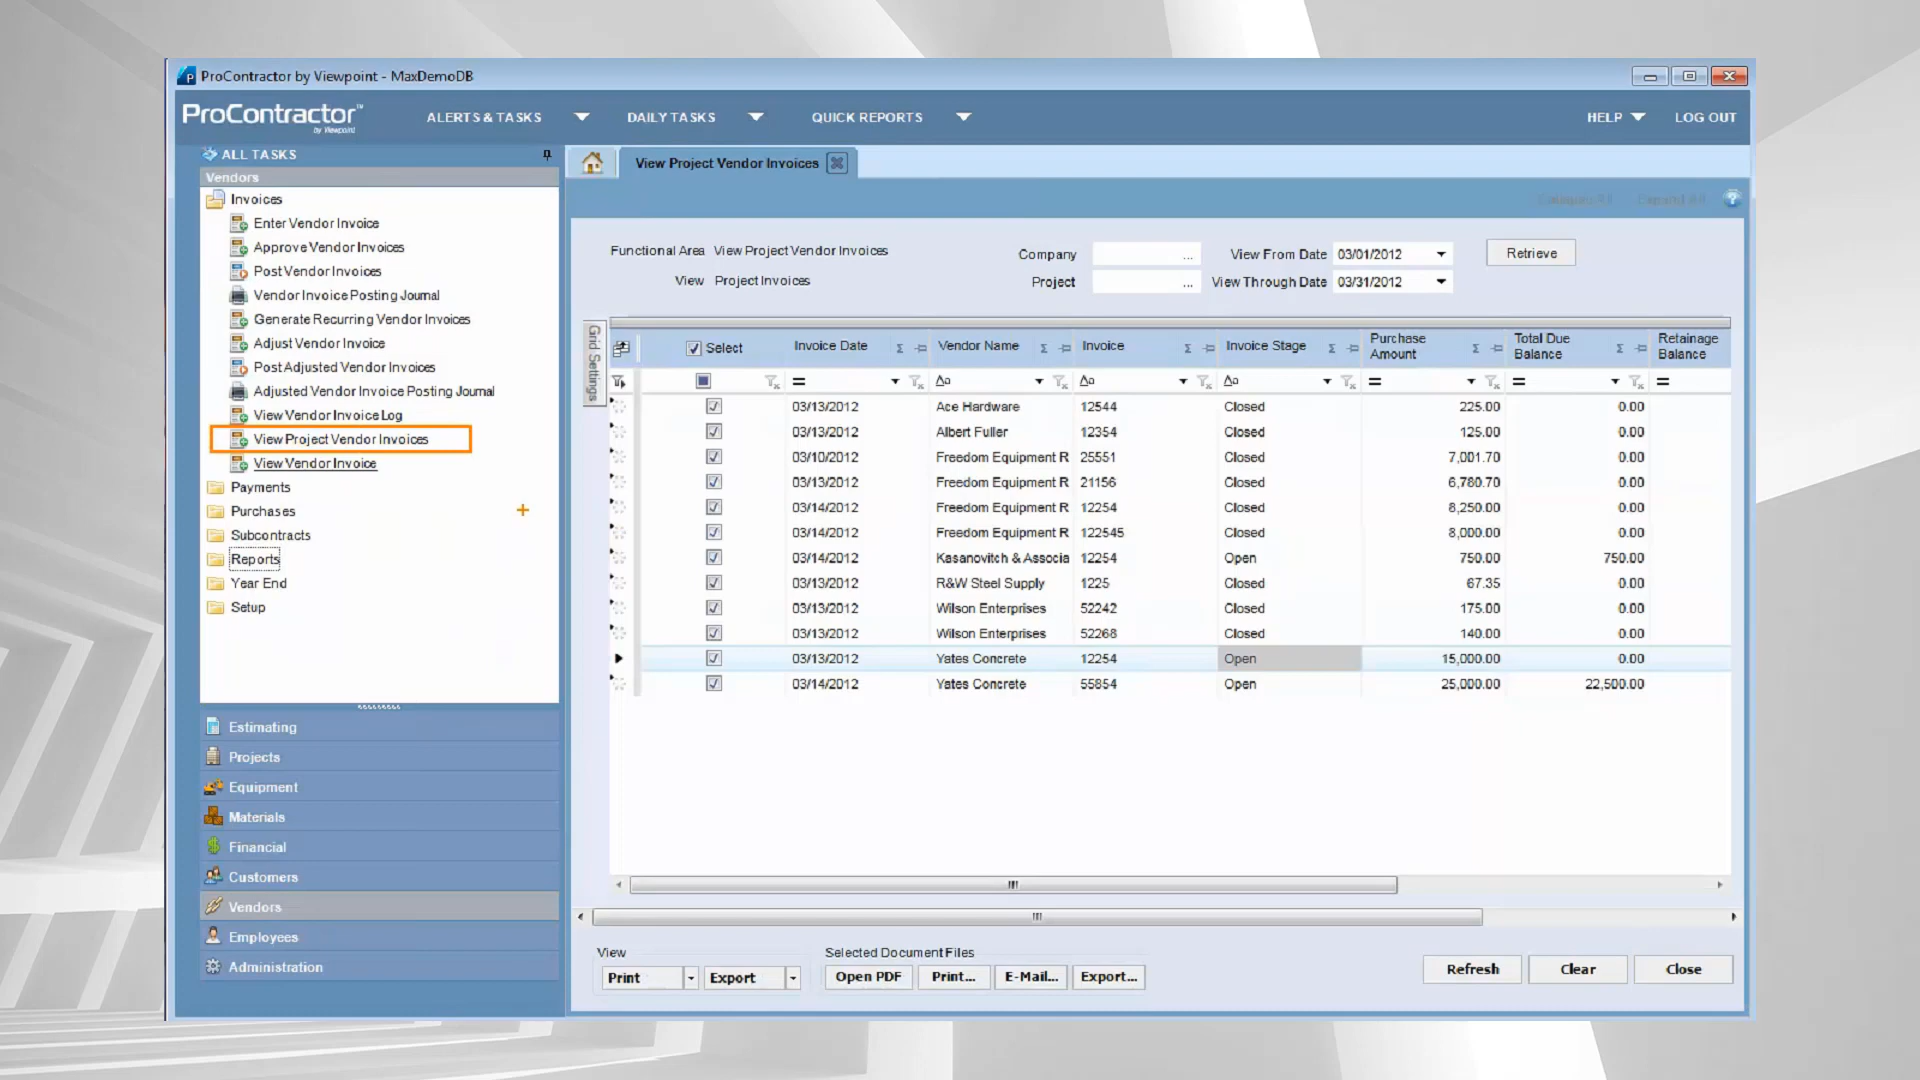 ProContractor by Viewpoint - MaxDemoDB
ProContractor™
by Viewpoint
ALERTS & TASKS
DAILY TASKS
QUICK REPORTS
HELP
LOG OUT
ALL TASKS
Vendors
Invoices
Enter Vendor Invoice
Approve Vendor Invoices
Post Vendor Invoices
Vendor Invoice Posting Journal
Generate Recurring Vendor Invoices
Adjust Vendor Invoice
Post Adjusted Vendor Invoices
Adjusted Vendor Invoice Posting Journal
View Vendor Invoice Log
View Project Vendor Invoices
View Vendor Invoice
Payments
Purchases
Subcontracts
Reports
Year End
Setup
Estimating
Projects
Equipment
Materials
Financial
Customers
Vendors
Employees
Administration
View Project Vendor Invoices
Functional Area View Project Vendor Invoices
View Project Invoices
Company ...
Project ...
View From Date 03/01/2012
View Through Date 03/31/2012
Retrieve
Grid Settings
Select Invoice Date Σ Vendor Name Σ Invoice Σ Invoice Stage Σ Purchase Amount Σ Total Due Balance Σ Retainage Balance
03/13/2012 Ace Hardware 12544 Closed 225.00 0.00
03/13/2012 Albert Fuller 12354 Closed 125.00 0.00
03/10/2012 Freedom Equipment R 25551 Closed 7,001.70 0.00
03/13/2012 Freedom Equipment R 21156 Closed 6,780.70 0.00
03/14/2012 Freedom Equipment R 12254 Closed 8,250.00 0.00
03/14/2012 Freedom Equipment R 122545 Closed 8,000.00 0.00
03/14/2012 Kasanovitch & Associa 12254 Open 750.00 750.00
03/13/2012 R&W Steel Supply 1225 Closed 67.35 0.00
03/13/2012 Wilson Enterprises 52242 Closed 175.00 0.00
03/13/2012 Wilson Enterprises 52268 Closed 140.00 0.00
03/13/2012 Yates Concrete 12254 Open 15,000.00 0.00
03/14/2012 Yates Concrete 55854 Open 25,000.00 22,500.00
View
Print
Export
Selected Document Files
Open PDF
Print...
E-Mail...
Export...
Refresh
Clear
Close